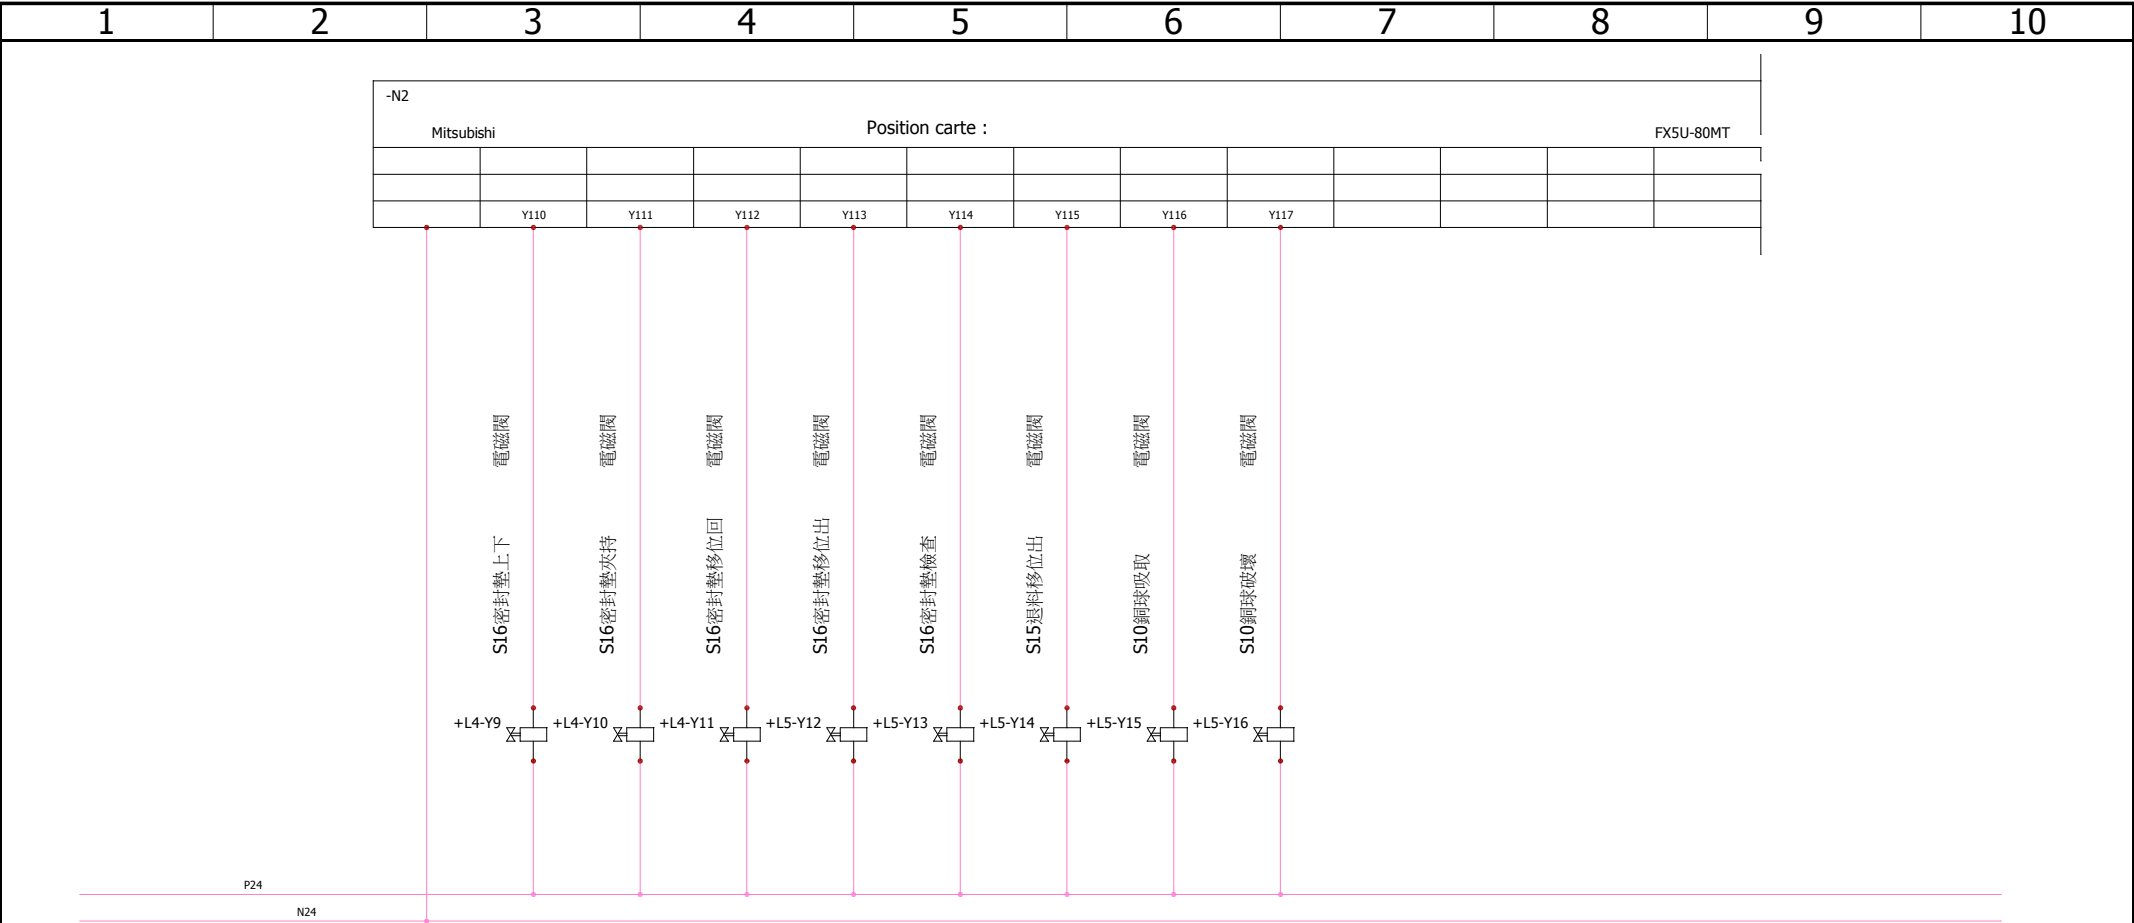 1 2 3 4 5 6 7 8 9 10
-N2
Mitsubishi Position carte : FX5U-80MT
Y110 Y111 Y112 Y113 Y114 Y115 Y116 Y117
S16密封墊上下 電磁閥
S16密封墊夾持 電磁閥
S16密封墊移位回 電磁閥
S16密封墊移位出 電磁閥
S16密封墊檢查 電磁閥
S15退料移位出 電磁閥
S10銅球吸取 電磁閥
S10銅球破壞 電磁閥
+L4-Y9 +L4-Y10 +L4-Y11 +L5-Y12 +L5-Y13 +L5-Y14 +L5-Y15 +L5-Y16
P24
N24